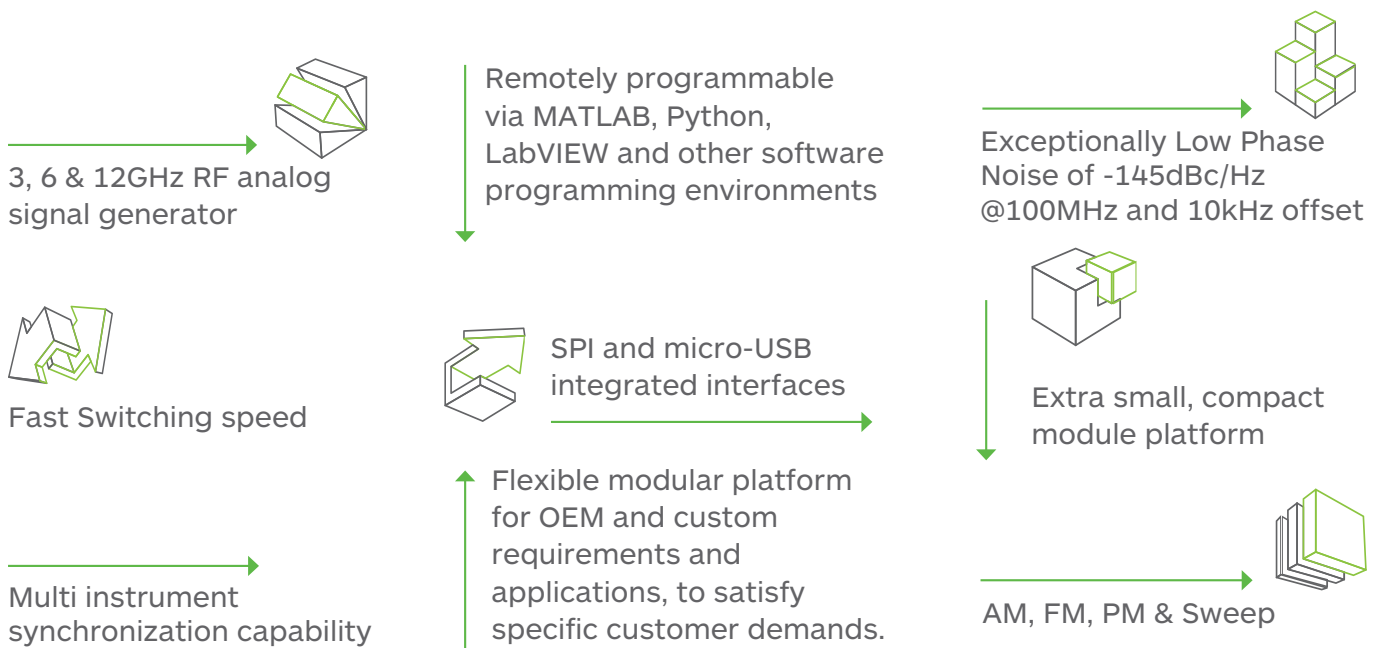 3, 6 & 12GHz RF analog
signal generator
Fast Switching speed
Multi instrument
synchronization capability
Remotely programmable
via MATLAB, Python,
LabVIEW and other software
programming environments
SPI and micro-USB
integrated interfaces
Flexible modular platform
for OEM and custom
requirements and
applications, to satisfy
specific customer demands.
Exceptionally Low Phase
Noise of -145dBc/Hz
@100MHz and 10kHz offset
Extra small, compact
module platform
AM, FM, PM & Sweep